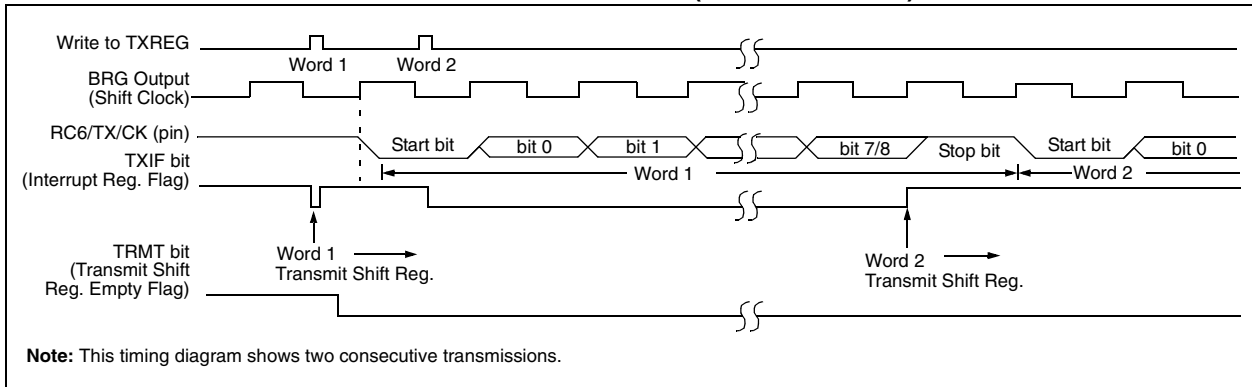 Write to TXREG
Word 1
Word 2
BRG Output
(Shift Clock)
RC6/TX/CK (pin)
Start bit
bit 0
bit 1
bit 7/8
Stop bit
Start bit
bit 0
Word 1
Word 2
TXIF bit
(Interrupt Reg. Flag)
Word 1
Transmit Shift Reg.
Word 2
Transmit Shift Reg.
TRMT bit
(Transmit Shift
Reg. Empty Flag)
Note: This timing diagram shows two consecutive transmissions.